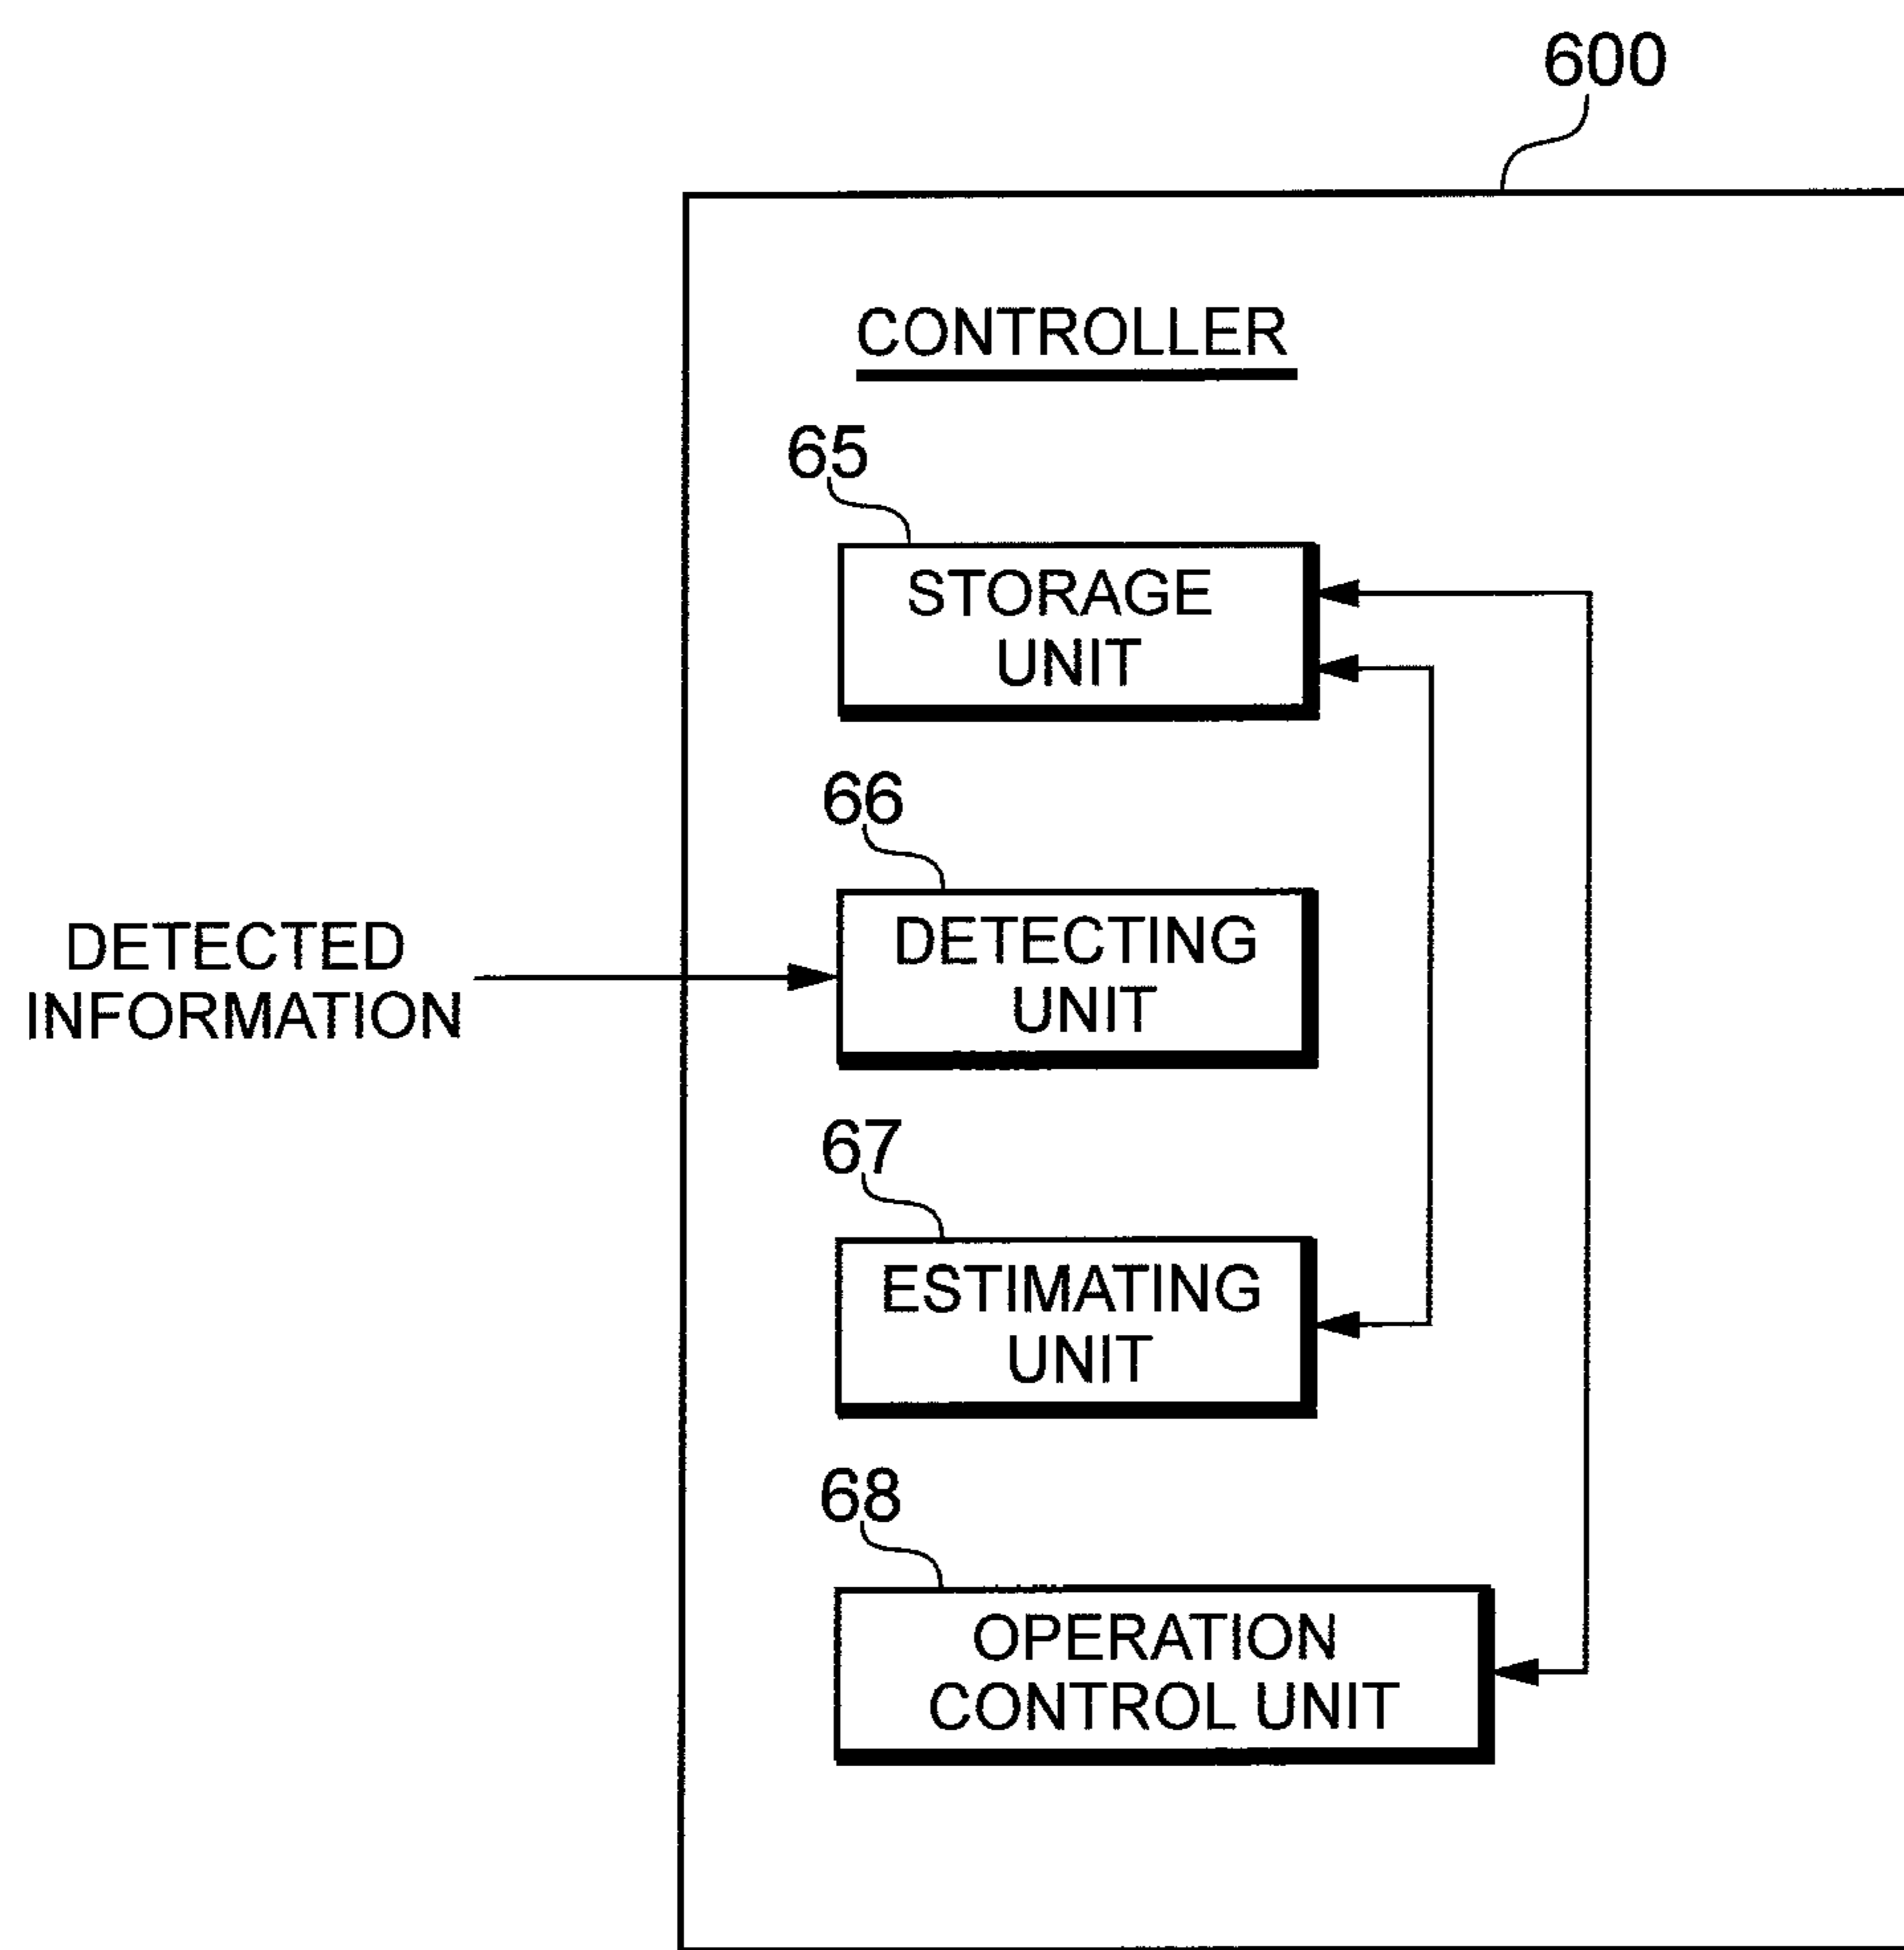 600
CONTROLLER
65
STORAGE
UNIT
66
DETECTING
UNIT
DETECTED
INFORMATION
67
ESTIMATING
UNIT
68
OPERATION
CONTROL UNIT